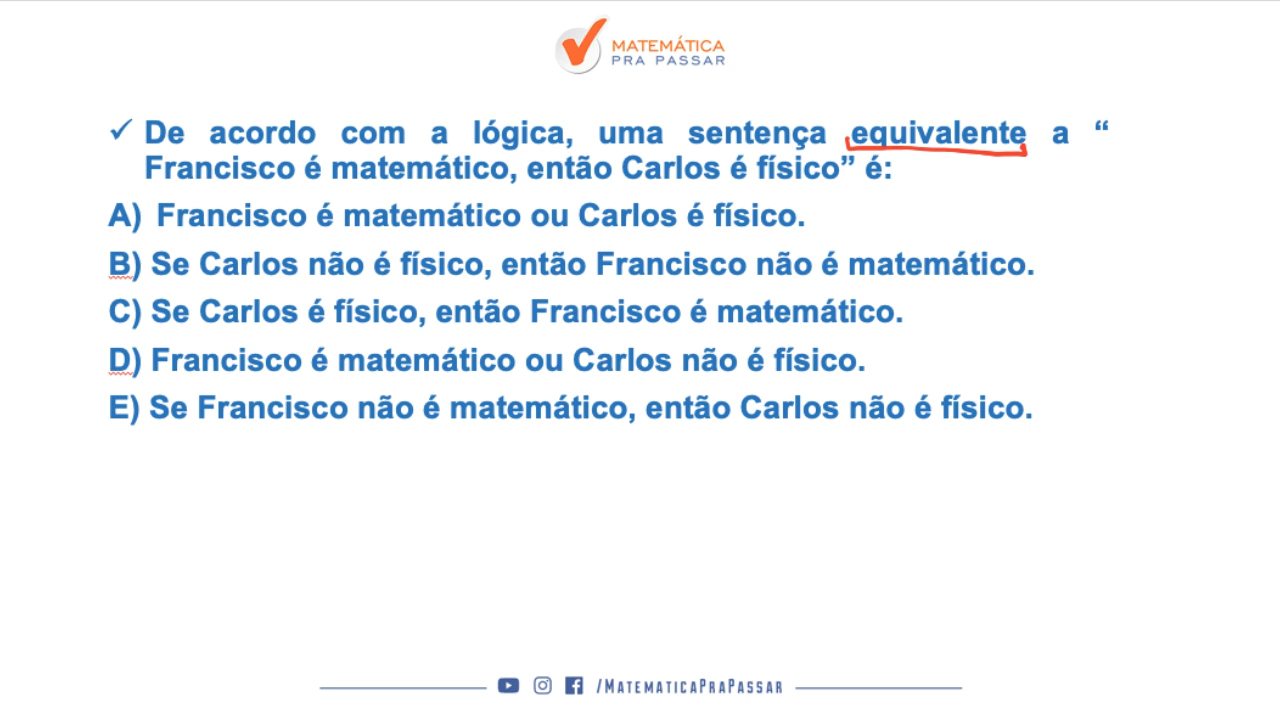 MATEMÁTICA
PRA PASSAR
✓ De acordo com a lógica, uma sentença equivalente a “
Francisco é matemático, então Carlos é físico” é:
A) Francisco é matemático ou Carlos é físico.
B) Se Carlos não é físico, então Francisco não é matemático.
C) Se Carlos é físico, então Francisco é matemático.
D) Francisco é matemático ou Carlos não é físico.
E) Se Francisco não é matemático, então Carlos não é físico.
/MATEMATICAPRAPASSAR